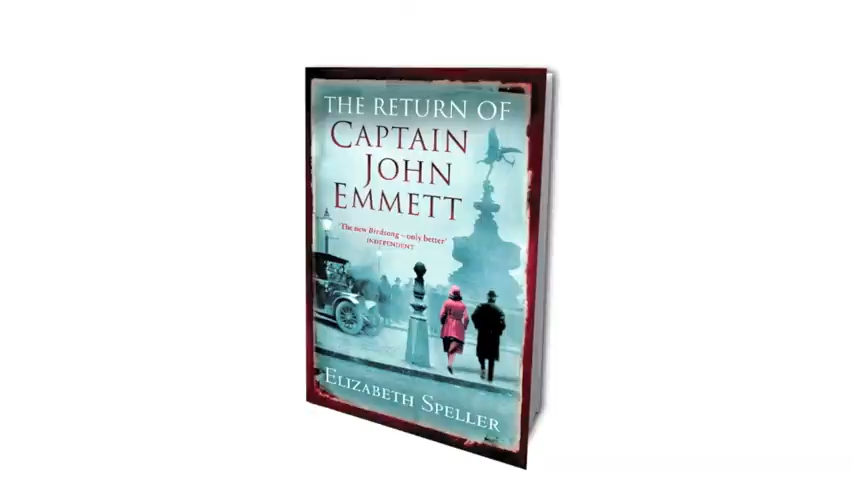 THE RETURN OF
CAPTAIN
JOHN
EMMETT
'The new Birdsong – only better'
INDEPENDENT
ELIZABETH SPELLER